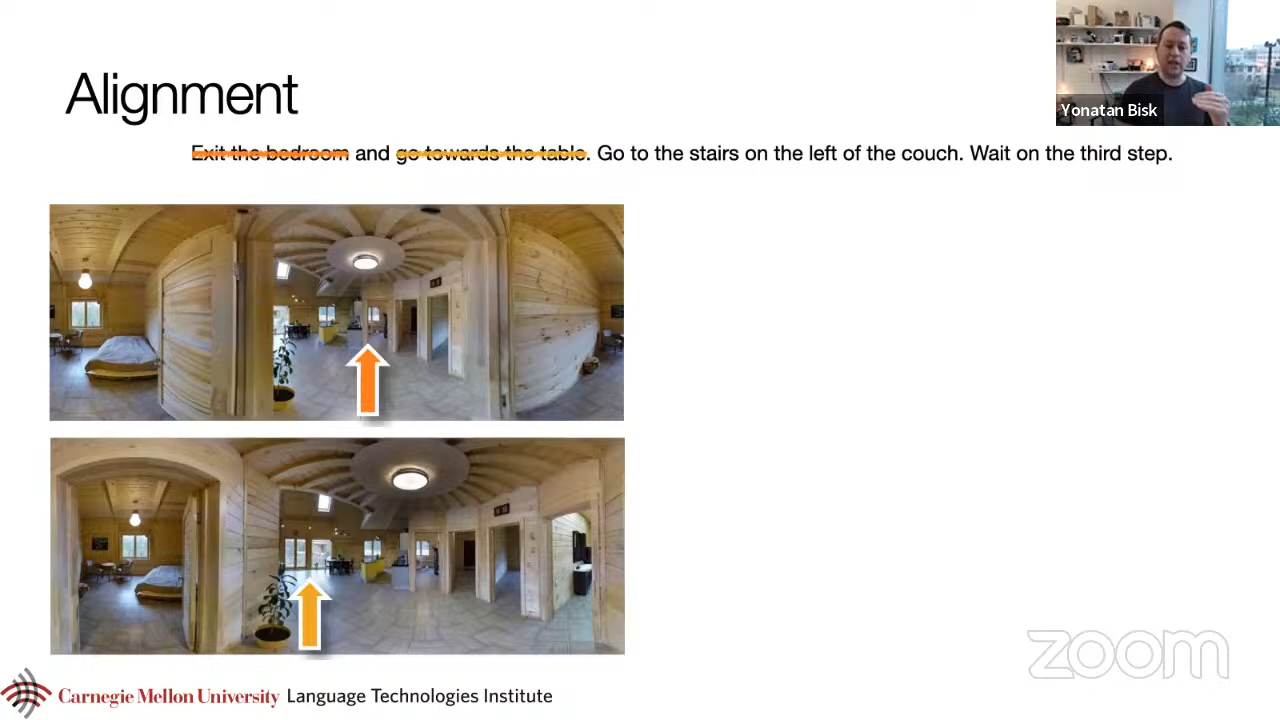 Yonatan Bisk
Alignment
Exit the bedroom and go towards the table. Go to the stairs on the left of the couch. Wait on the third step.
zoom
Carnegie Mellon University Language Technologies Institute